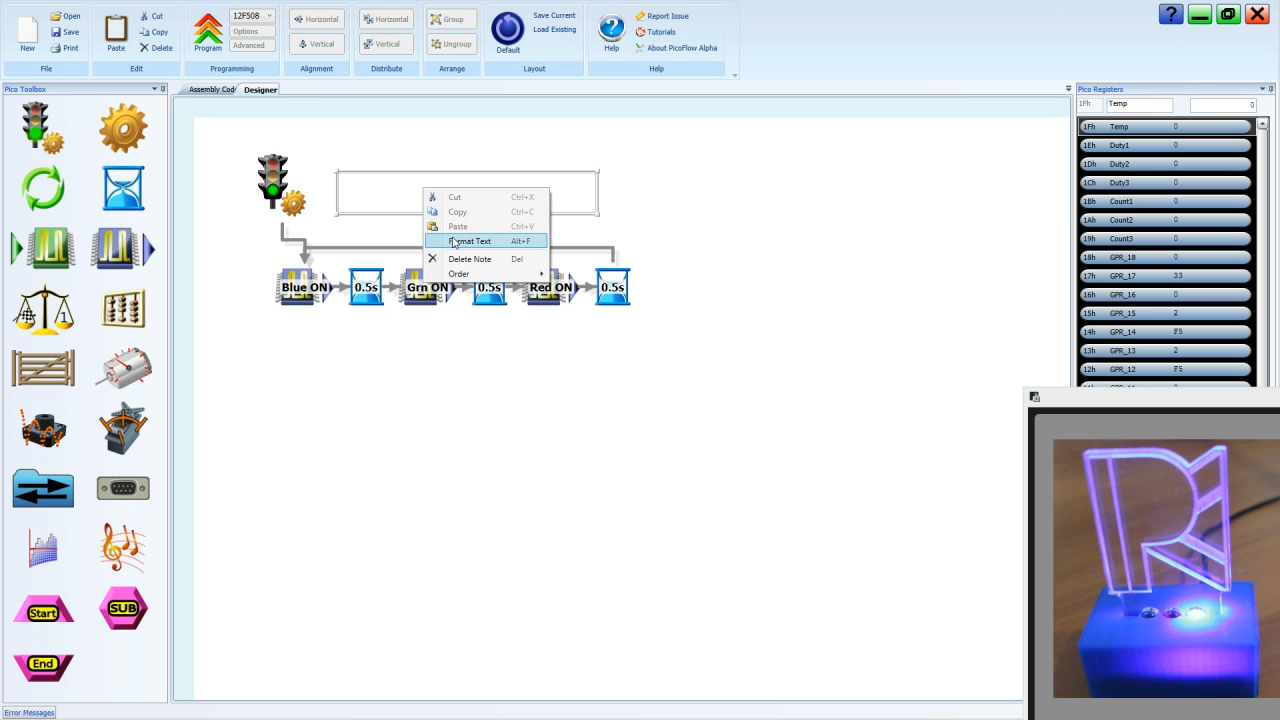 New
Open
Save
Print
File
Paste
Cut
Copy
Delete
Edit
Program
12F508
Options
Advanced
Programming
Horizontal
Vertical
Alignment
Horizontal
Vertical
Distribute
Group
Ungroup
Arrange
Default
Save Current
Load Existing
Layout
Help
Report Issue
Tutorials
About PicoFlow Alpha
Help
?
Pico Toolbox
Assembly Cod
Designer
Pico Registers
1Fh Temp 0
1Fh Temp 0
1Eh Duty1 0
1Dh Duty2 0
1Ch Duty3 0
1Bh Count1 0
1Ah Count2 0
19h Count3 0
18h GPR_18 0
17h GPR_17 33
16h GPR_16 0
15h GPR_15 2
14h GPR_14 F5
13h GPR_13 2
12h GPR_12 F5
Cut Ctrl+X
Copy Ctrl+C
Paste Ctrl+V
Format Text Alt+F
Delete Note Del
Order
Blue ON
0.5s
Grn ON
0.5s
Red ON
0.5s
1
Start
SUB
End
Error Messages